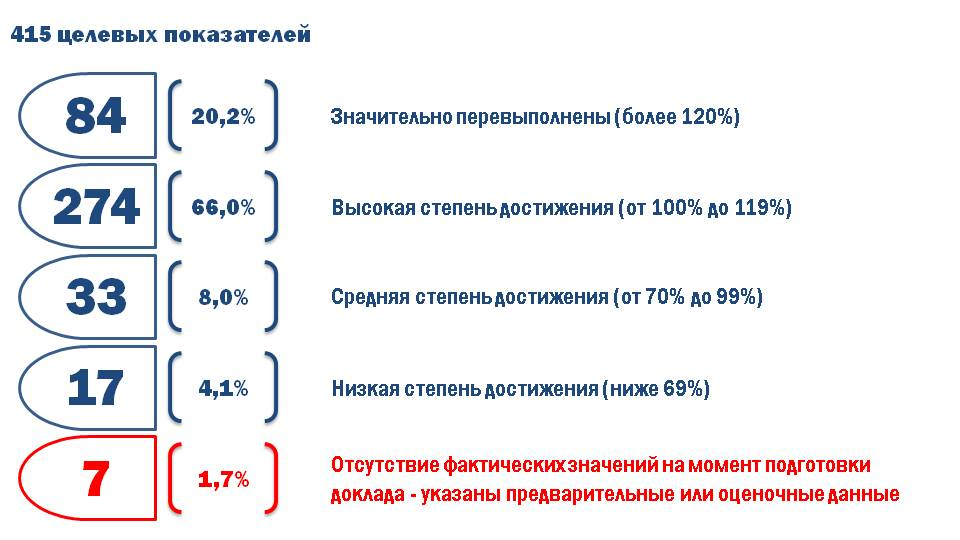 415 целевых показателей
84
20,2%
Значительно перевыполнены (более 120%)
274
66,0%
Высокая степень достижения (от 100% до 119%)
33
8,0%
Средняя степень достижения (от 70% до 99%)
17
4,1%
Низкая степень достижения (ниже 69%)
7
1,7%
Отсутствие фактических значений на момент подготовки
доклада - указаны предварительные или оценочные данные